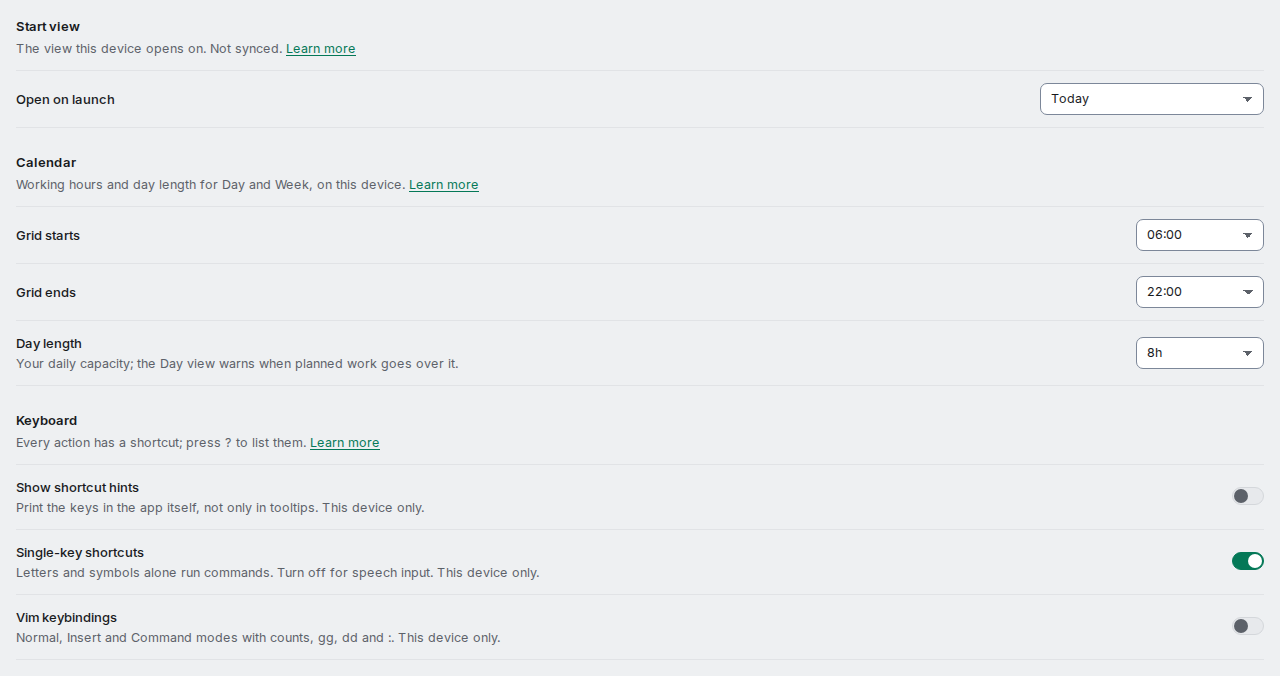 Start view
The view this device opens on. Not synced. Learn more
Open on launch
Today
Calendar
Working hours and day length for Day and Week, on this device. Learn more
Grid starts
06:00
Grid ends
22:00
Day length
Your daily capacity; the Day view warns when planned work goes over it.
8h
Keyboard
Every action has a shortcut; press ? to list them. Learn more
Show shortcut hints
Print the keys in the app itself, not only in tooltips. This device only.
Single-key shortcuts
Letters and symbols alone run commands. Turn off for speech input. This device only.
Vim keybindings
Normal, Insert and Command modes with counts, gg, dd and :. This device only.